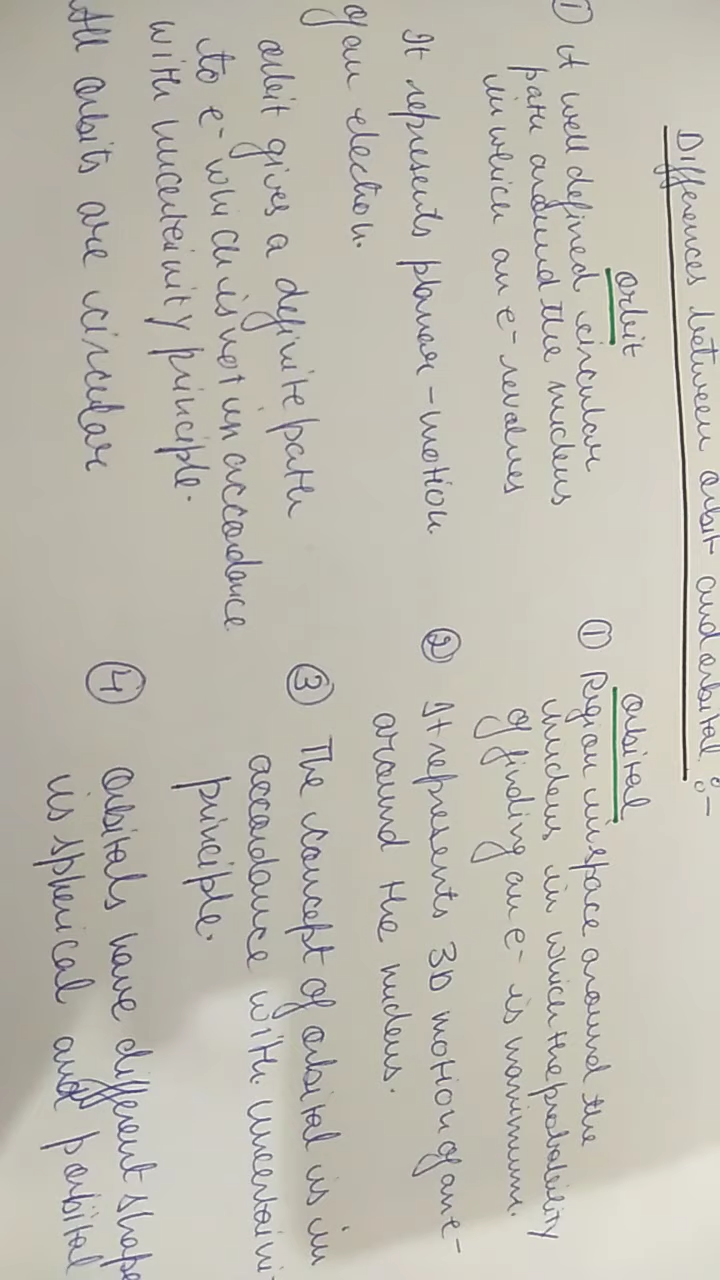 Differences between orbit and orbital :-
orbit
① A well defined circular
path around the nucleus
in which an e- revolves
It represents planar-motion
of an electron.
orbit gives a definite path
to e- which is not in accordance
with uncertainity principle.
All orbits are circular
orbital
① Region in space around the
nucleus in which the probability
of finding an e- is maximum.
② It represents 3D motion of an e-
around the nucleus.
③ The concept of orbital is in
accordance with uncertaini
principle.
④ orbitals have different shape
is spherical and p orbital